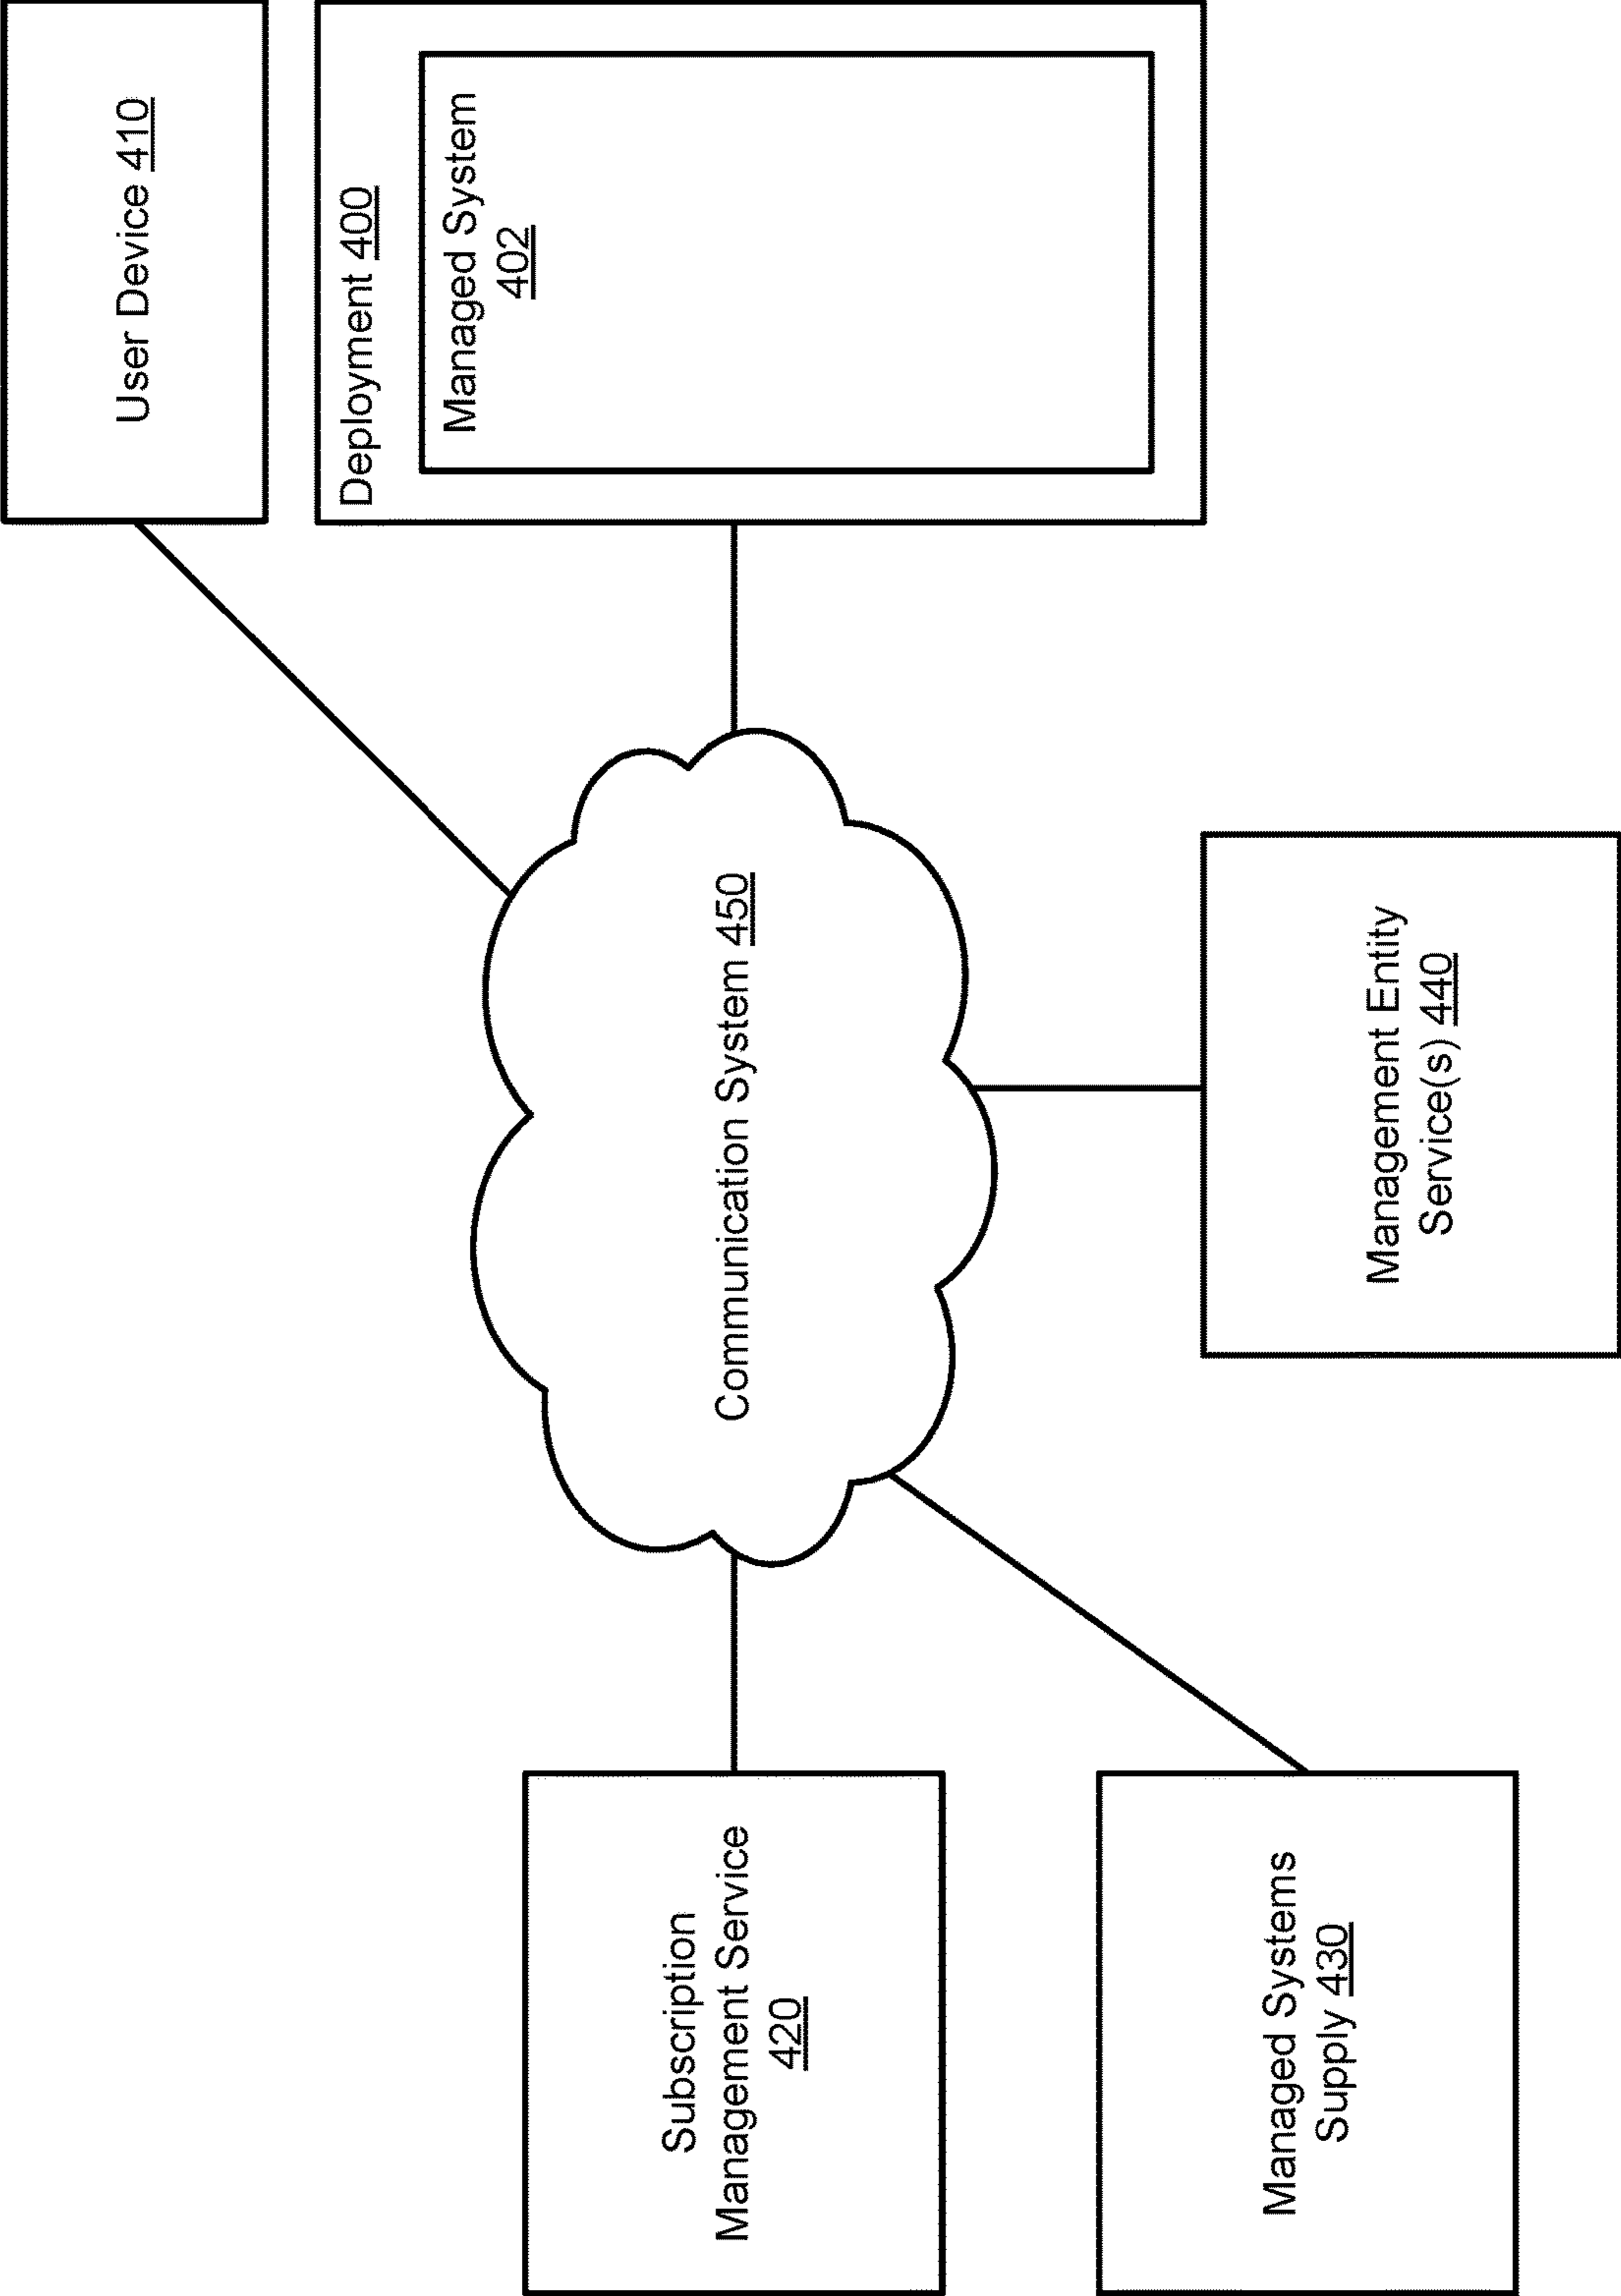 Subscription
Management Service
420
Managed Systems
Supply 430
Communication System 450
Management Entity
Service(s) 440
User Device 410
Deployment 400
Managed System
402